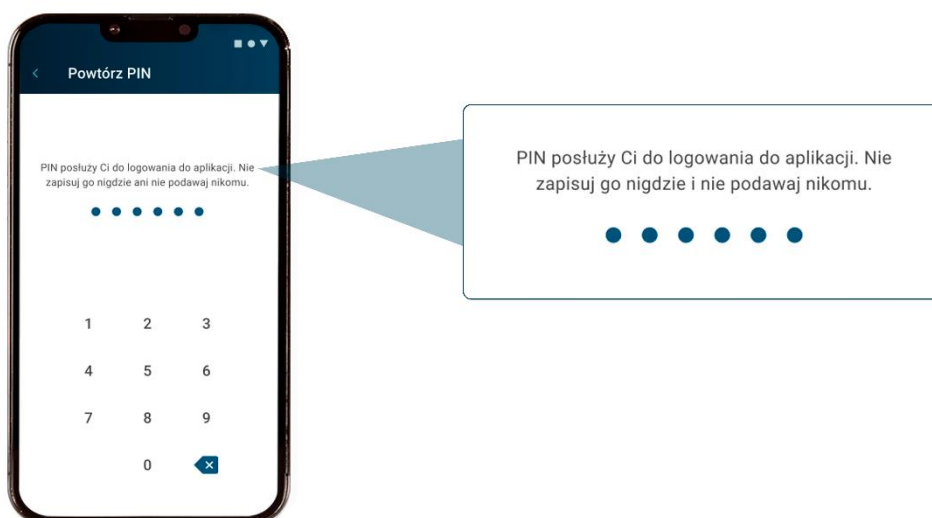 Powtórz PIN
PIN posłuży Ci do logowania do aplikacji. Nie
zapisuj go nigdzie ani nie podawaj nikomu.
1 2 3
4 5 6
7 8 9
0
PIN posłuży Ci do logowania do aplikacji. Nie
zapisuj go nigdzie i nie podawaj nikomu.